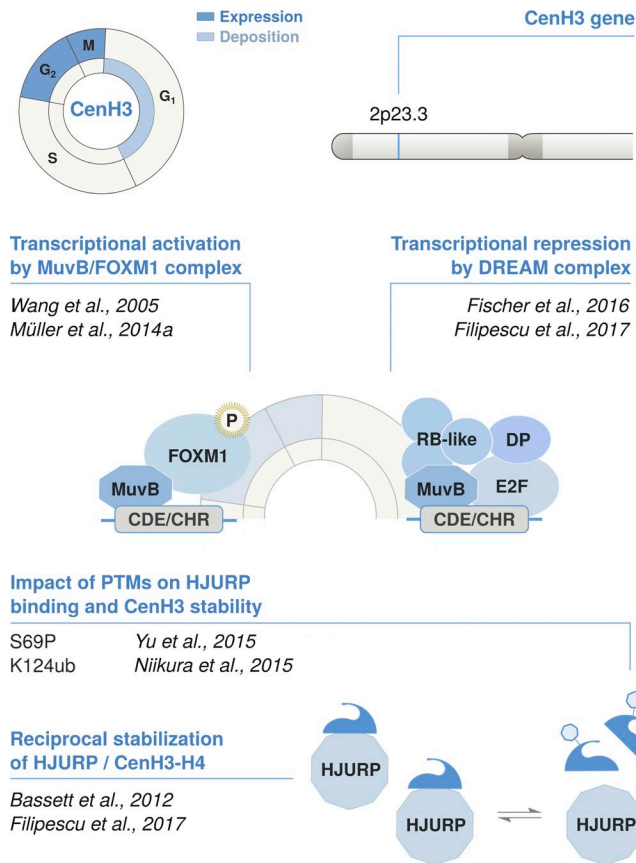 Expression
Deposition
CenH3 gene
M
G₂
G₁
S
CenH3
2p23.3
Transcriptional activation
by MuvB/FOXM1 complex
Wang et al., 2005
Müller et al., 2014a
Transcriptional repression
by DREAM complex
Fischer et al., 2016
Filipescu et al., 2017
P
FOXM1
MuvB
CDE/CHR
RB-like
DP
MuvB
E2F
CDE/CHR
Impact of PTMs on HJURP
binding and CenH3 stability
S69P Yu et al., 2015
K124ub Niikura et al., 2015
Reciprocal stabilization
of HJURP / CenH3-H4
Bassett et al., 2012
Filipescu et al., 2017
HJURP
HJURP
HJURP